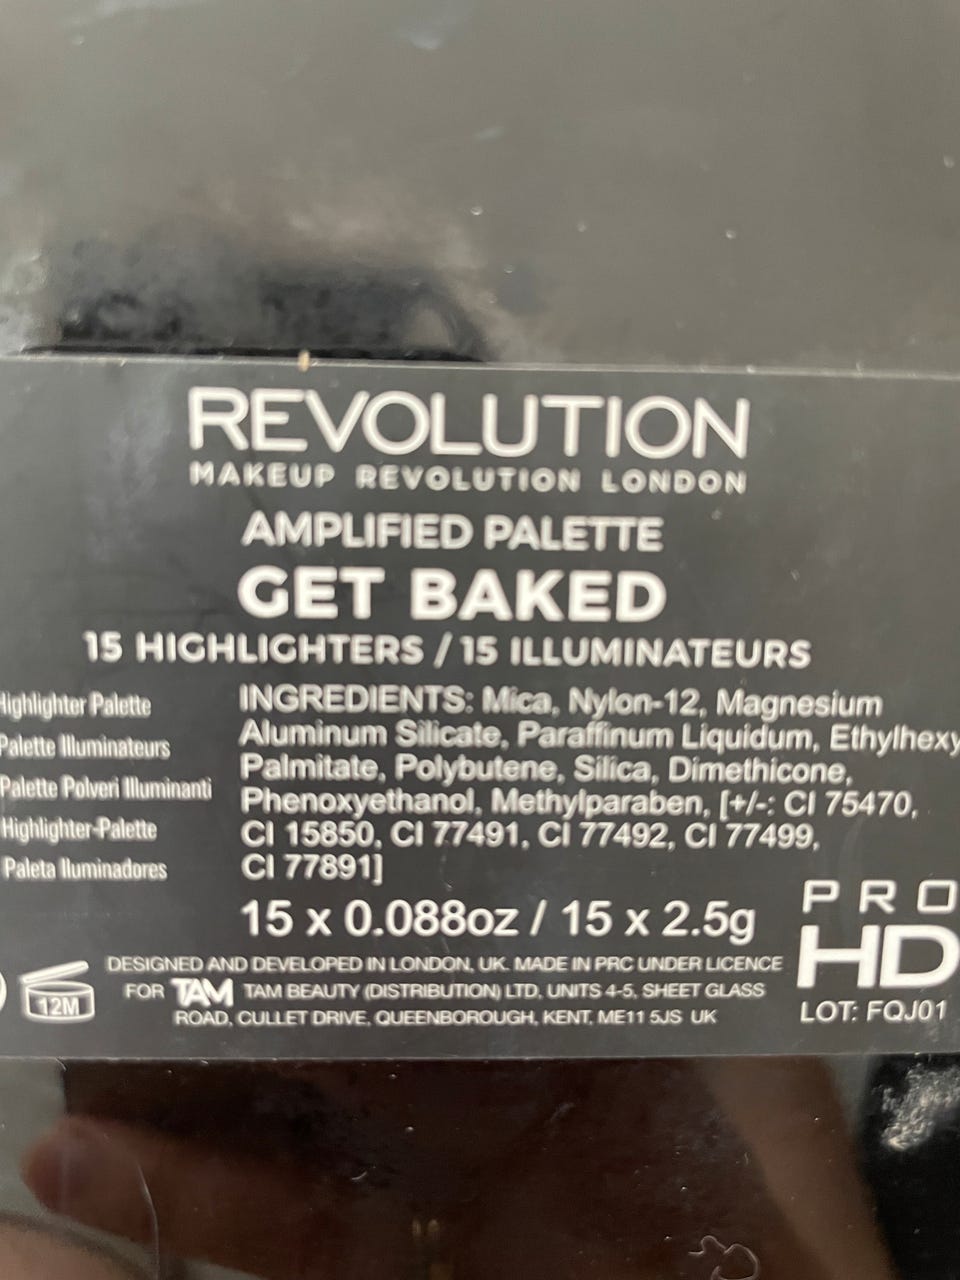 REVOLUTION
MAKEUP REVOLUTION LONDON
AMPLIFIED PALETTE
GET BAKED
15 HIGHLIGHTERS / 15 ILLUMINATEURS
Highlighter Palette
Palette Illuminateurs
Palette Polveri Illuminanti
Highlighter-Palette
Paleta Iluminadores
INGREDIENTS: Mica, Nylon-12, Magnesium
Aluminum Silicate, Paraffinum Liquidum, Ethylhexy
Palmitate, Polybutene, Silica, Dimethicone,
Phenoxyethanol, Methylparaben, [+/-: CI 75470,
CI 15850, CI 77491, CI 77492, CI 77499,
CI 77891]
15 x 0.088oz / 15 x 2.5g
PRO
HD
LOT: FQJ01
12M
DESIGNED AND DEVELOPED IN LONDON, UK. MADE IN PRC UNDER LICENCE
FOR TAM TAM BEAUTY (DISTRIBUTION) LTD, UNITS 4-5, SHEET GLASS
ROAD, CULLET DRIVE, QUEENBOROUGH, KENT, ME11 5JS UK